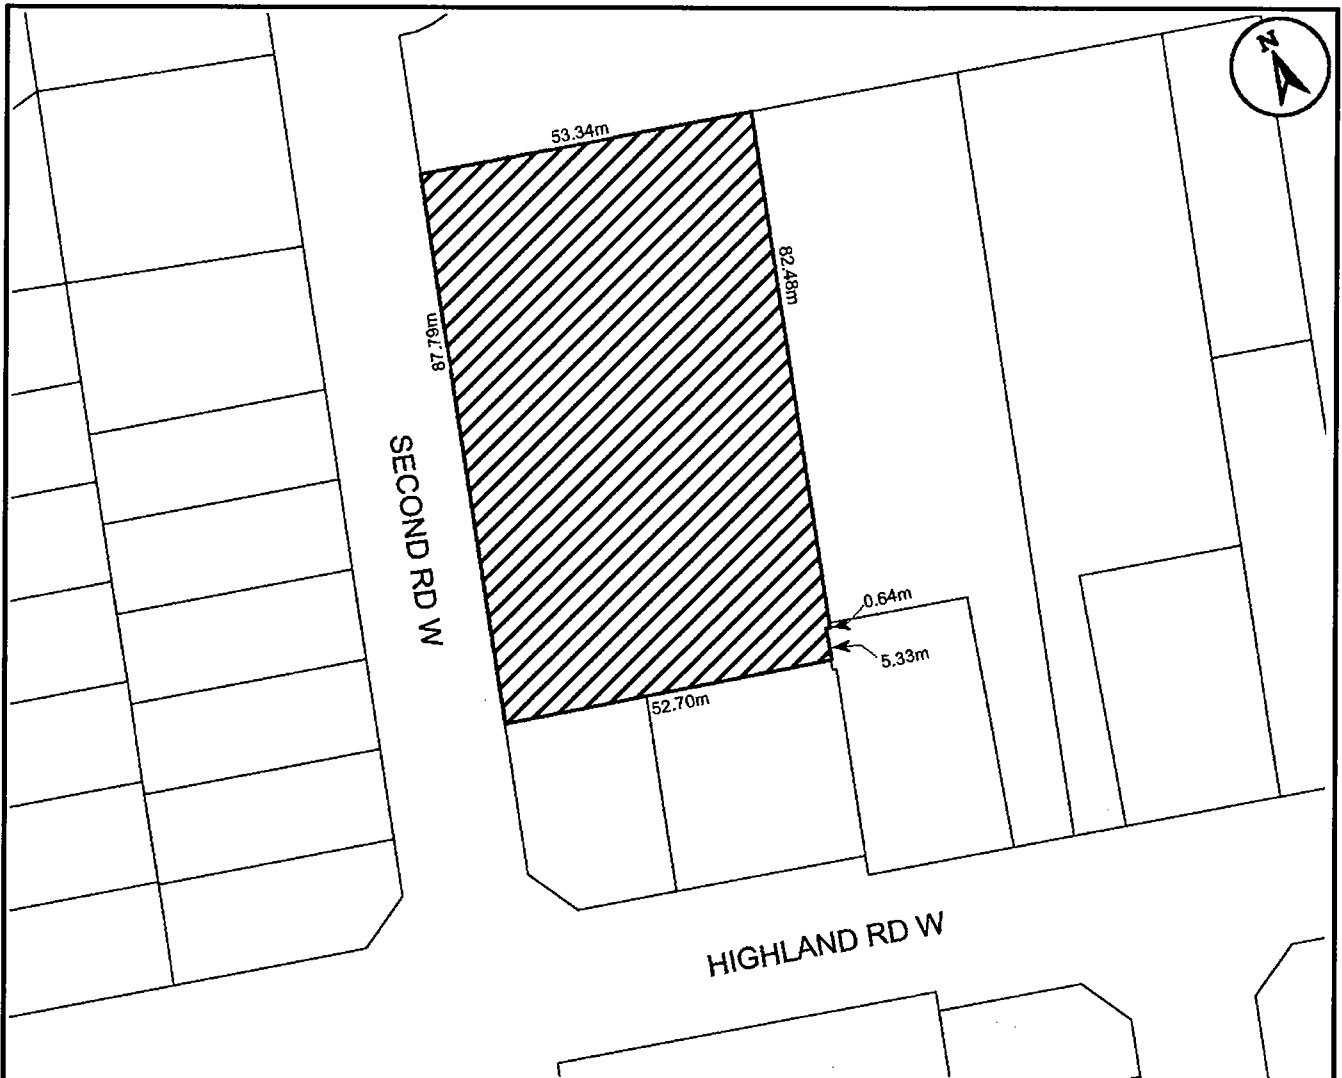 N
53.34m
82.48m
87.79m
SECOND RD W
0.64m
5.33m
52.70m
HIGHLAND RD W